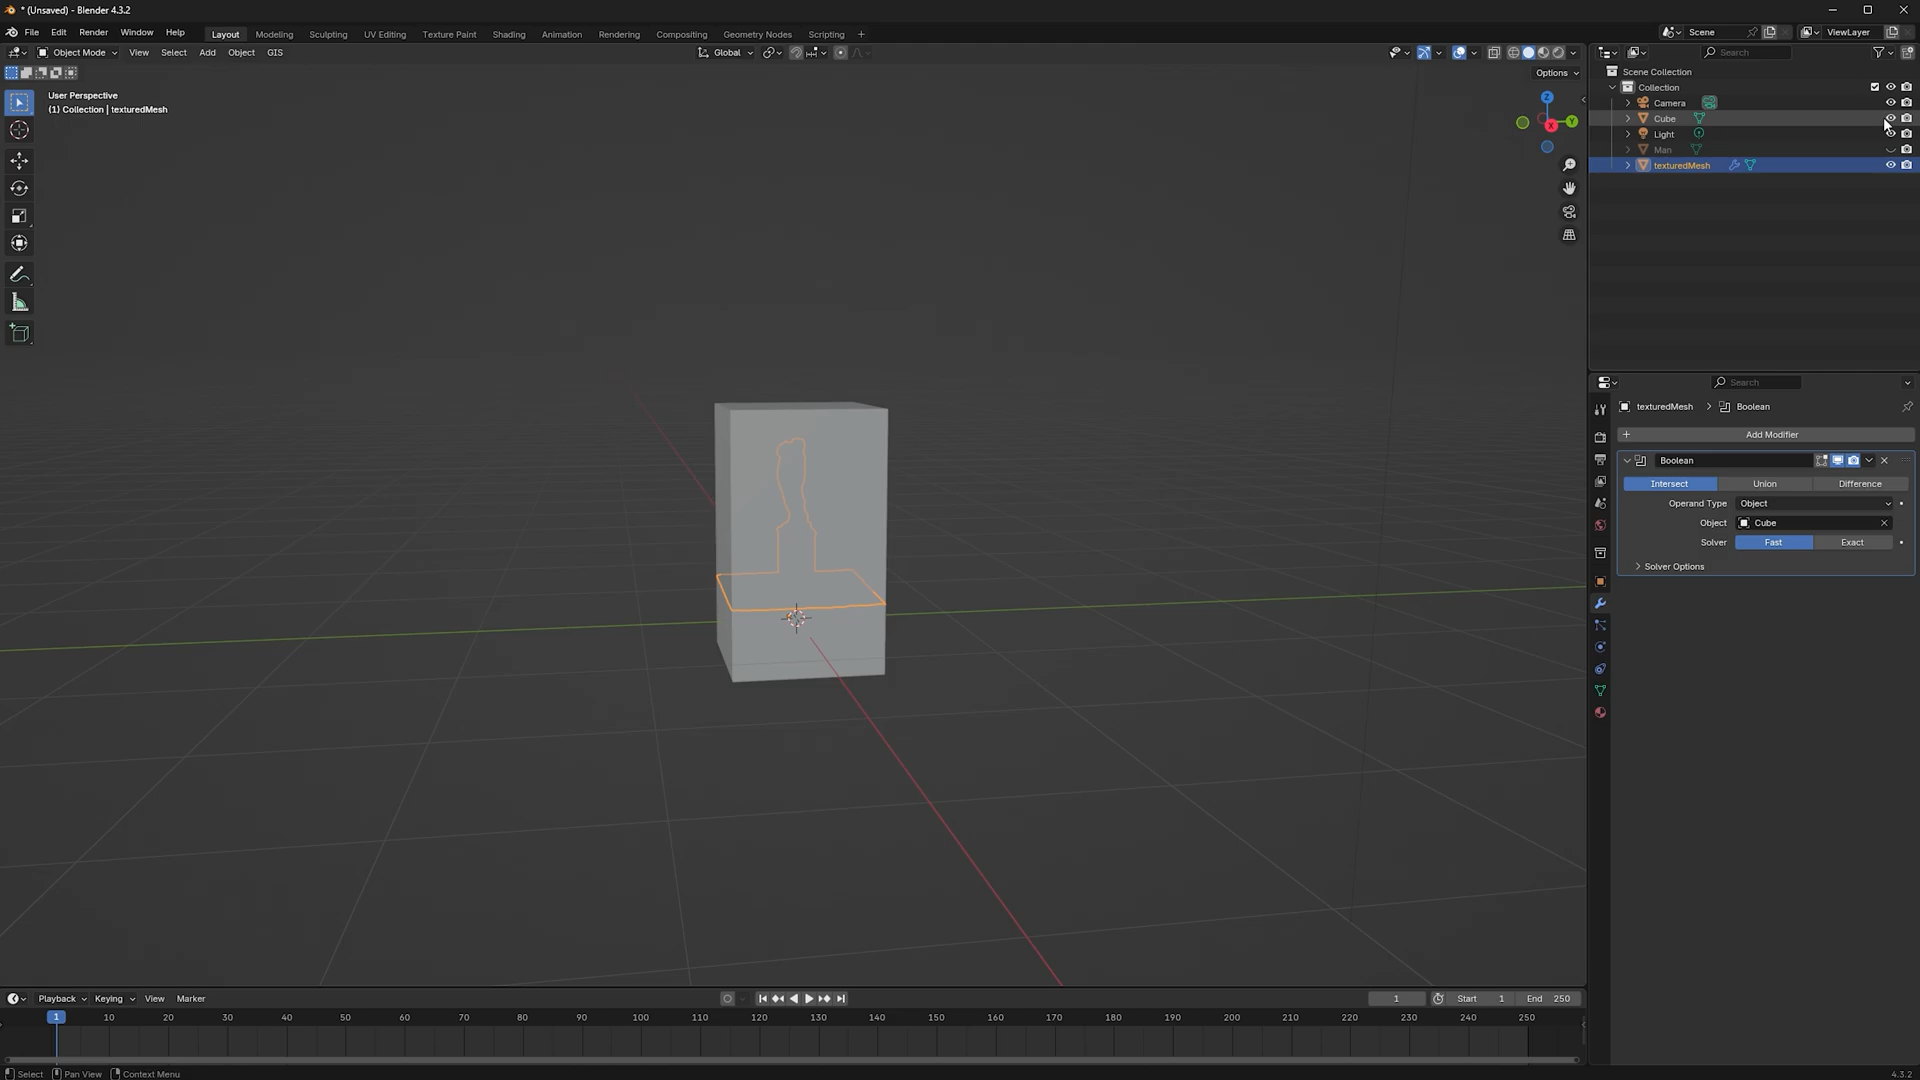 * (Unsaved) - Blender 4.3.2
File Edit Render Window Help Layout Modeling Sculpting UV Editing Texture Paint Shading Animation Rendering Compositing Geometry Nodes Scripting + Scene ViewLayer
Object Mode View Select Add Object GIS Global Search
Options
User Perspective
(1) Collection | texturedMesh
Z
Y
X
Scene Collection
Collection
Camera
Cube
Light
Man
texturedMesh
Search
texturedMesh > Boolean
+ Add Modifier
Boolean
Intersect Union Difference
Operand Type Object
Object Cube
Solver Fast Exact
Solver Options
Playback Keying View Marker 1 Start 1 End 250
1 10 20 30 40 50 60 70 80 90 100 110 120 130 140 150 160 170 180 190 200 210 220 230 240 250
Select Pan View Context Menu 4.3.2